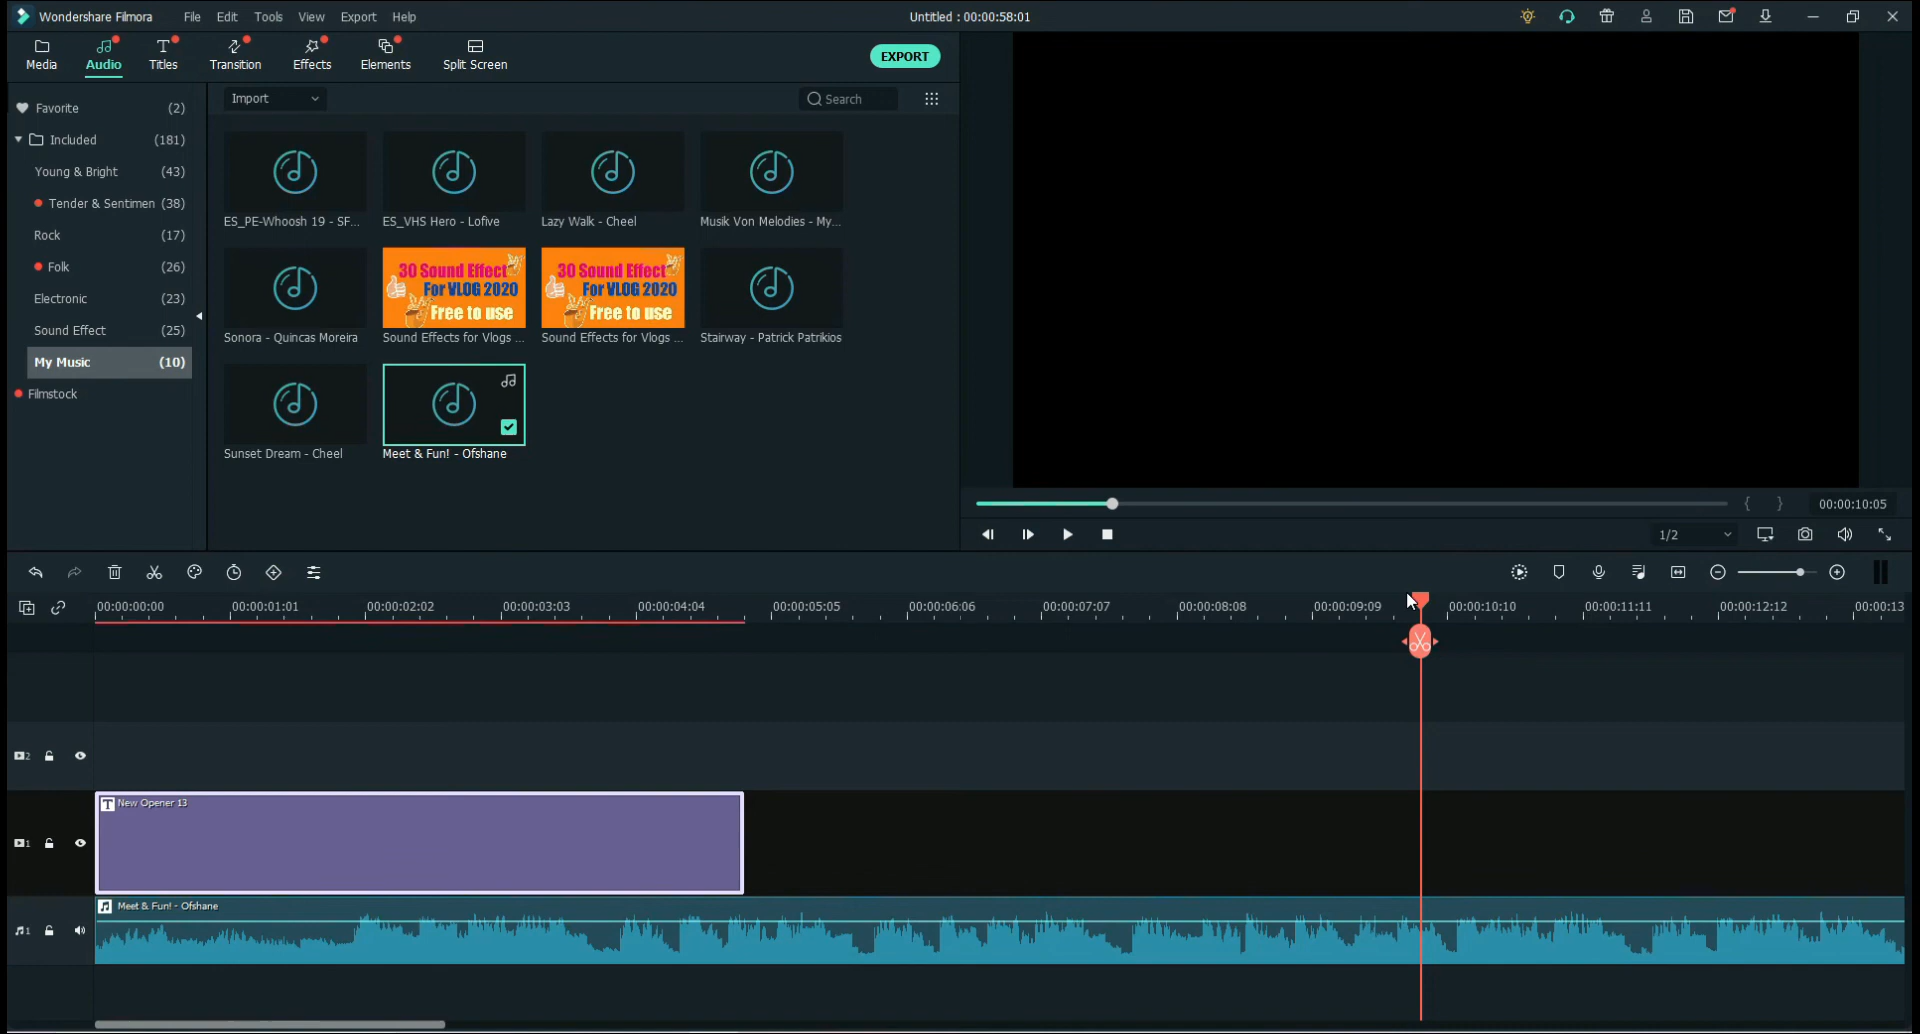 Wondershare Filmora File Edit Tools View Export Help Untitled : 00:00:58:01
Media Audio Titles Transition Effects Elements Split Screen EXPORT
Favorite (2)
Included (181)
Young & Bright (43)
Tender & Sentimen (38)
Rock (17)
Folk (26)
Electronic (23)
Sound Effect (25)
My Music (10)
Filmstock
Import Search
ES_PE-Whoosh 19 - SF... ES_VHS Hero - Lofive Lazy Walk - Cheel Musik Von Melodies - My...
30 Sound Effect
For VLOG 2020
Free to use
30 Sound Effect
For VLOG 2020
Free to use
Sonora - Quincas Moreira Sound Effects for Vlogs ... Sound Effects for Vlogs ... Stairway - Patrick Patrikios
Sunset Dream - Cheel Meet & Fun! - Ofshane
00:00:10:05
1/2
00:00:00:00 00:00:01:01 00:00:02:02 00:00:03:03 00:00:04:04 00:00:05:05 00:00:06:06 00:00:07:07 00:00:08:08 00:00:09:09 00:00:10:10 00:00:11:11 00:00:12:12 00:00:13
2
T New Opener 13
1
Meet & Fun! - Ofshane
1